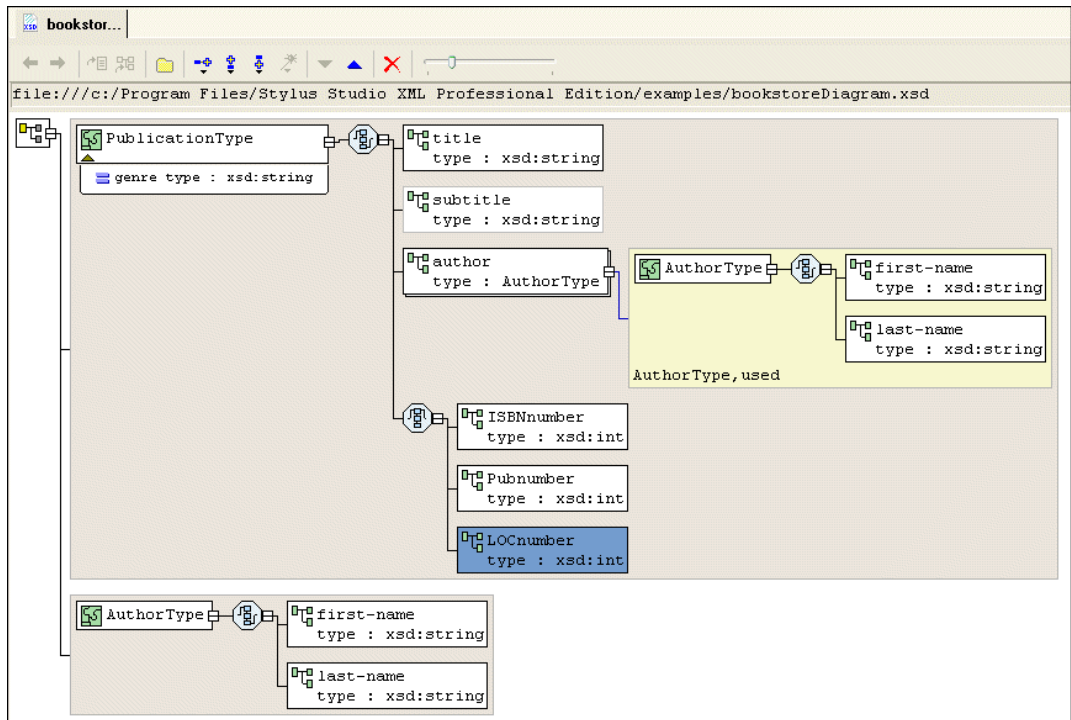 bookstor...
file:///c:/Program Files/Stylus Studio XML Professional Edition/examples/bookstoreDiagram.xsd
PublicationType
genre type : xsd:string
title
type : xsd:string
subtitle
type : xsd:string
author
type : AuthorType
AuthorType
first-name
type : xsd:string
last-name
type : xsd:string
AuthorType,used
ISBNnumber
type : xsd:int
Pubnumber
type : xsd:int
LOCnumber
type : xsd:int
AuthorType
first-name
type : xsd:string
last-name
type : xsd:string